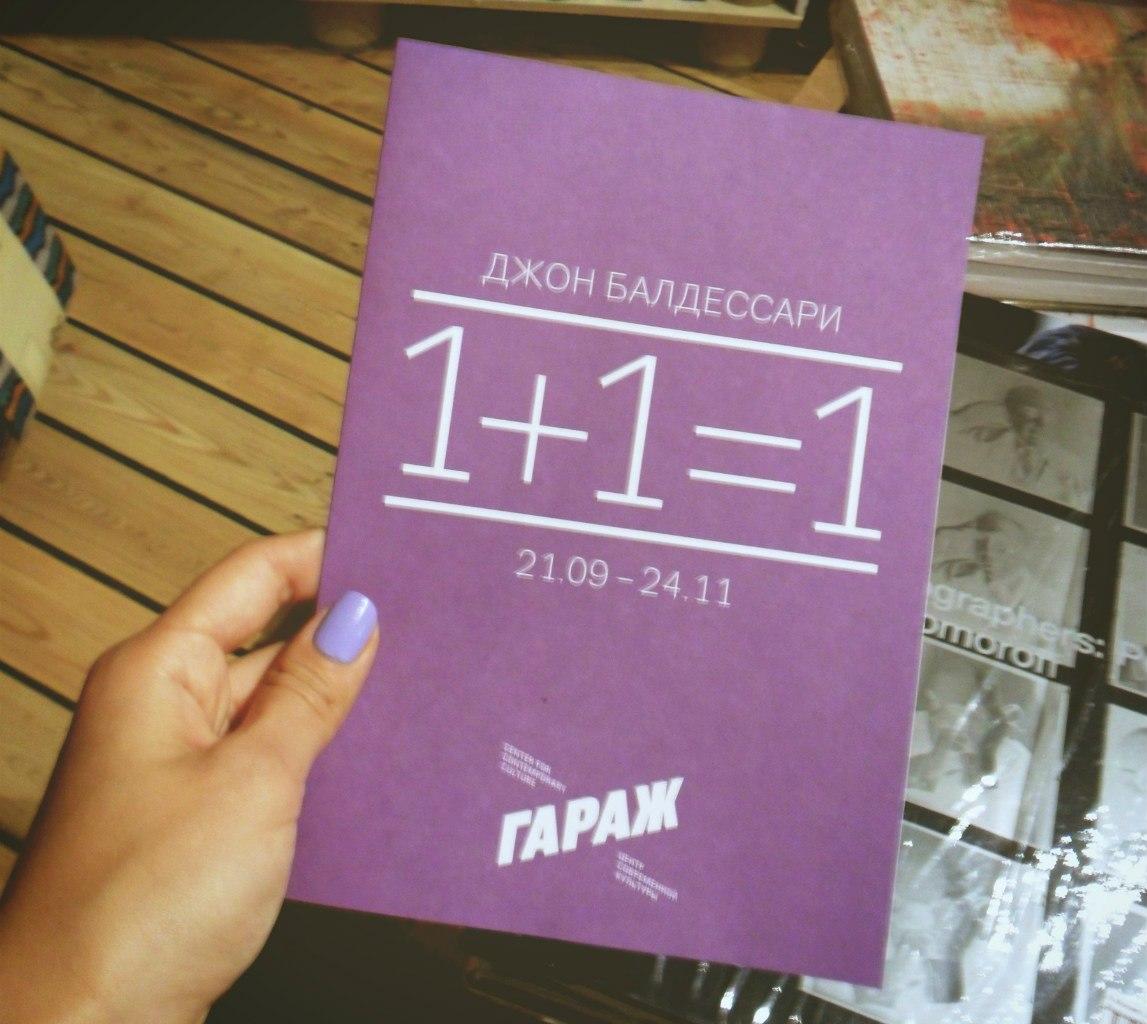 ДЖОН БАЛДЕССАРИ
1+1=1
21.09 – 24.11
CENTER FOR
CONTEMPORARY
CULTURE
ГАРАЖ
ЦЕНТР
СОВРЕМЕННОЙ
КУЛЬТУРЫ